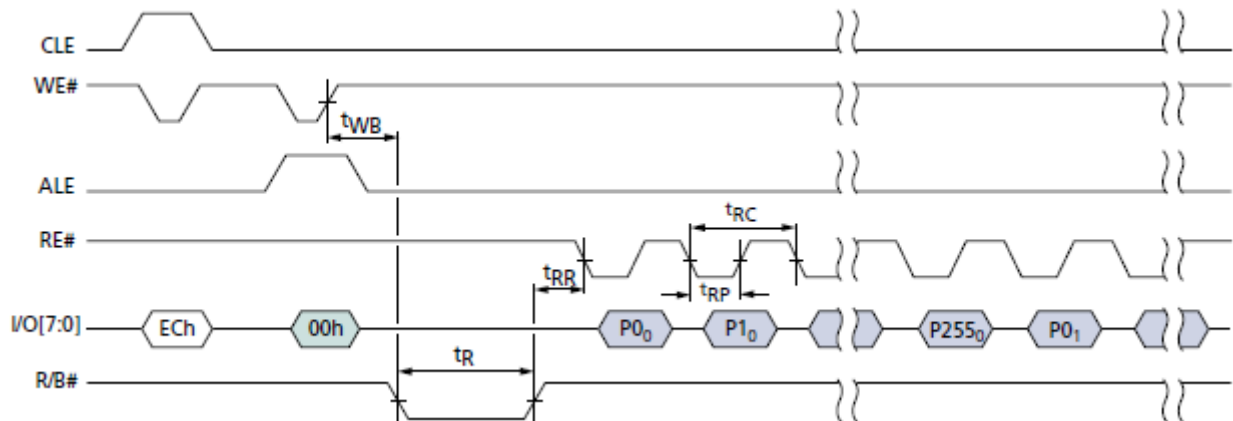 CLE
WE#
tWB
ALE
tRC
RE#
tRR
tRP
I/O[7:0] ECh 00h P0₀ P1₀ P255₀ P0₁
tR
R/B#